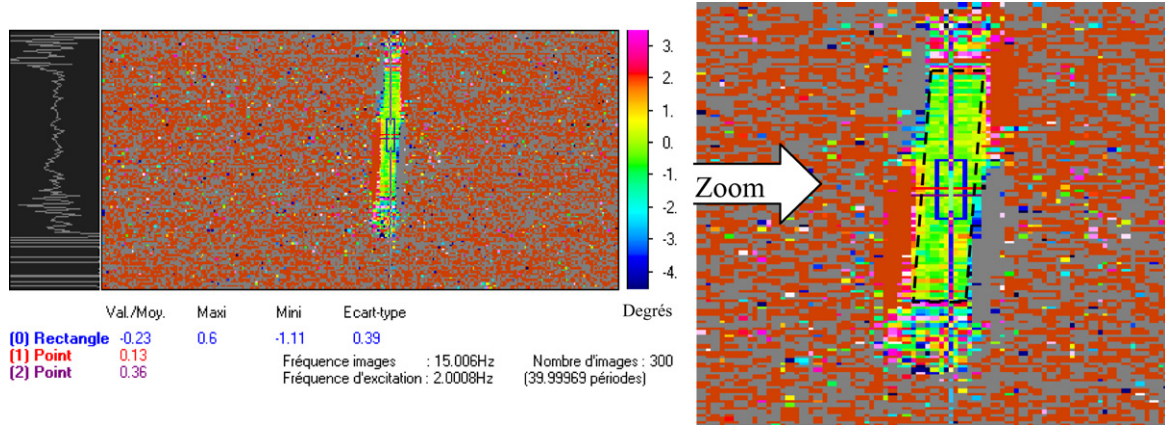 3.
2.
1.
0.
-1.
-2.
-3.
-4.
Degrés
Zoom
Val./Moy. Maxi Mini Ecart-type
(0) Rectangle -0.23 0.6 -1.11 0.39
(1) Point 0.13
(2) Point 0.36
Fréquence images : 15.006Hz Nombre d'images : 300
Fréquence d'excitation : 2.0008Hz (39.99969 périodes)